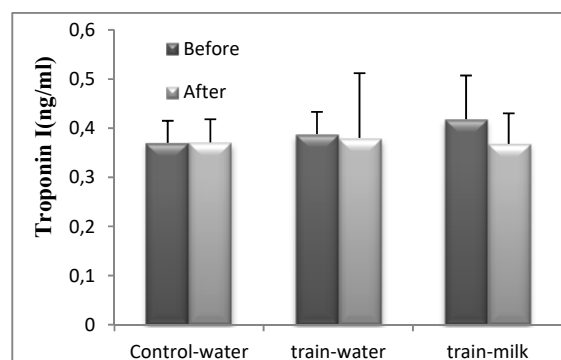 0,6
0,5
0,4
0,3
0,2
0,1
0
Troponin I(ng/ml)
Before
After
Control-water train-water train-milk